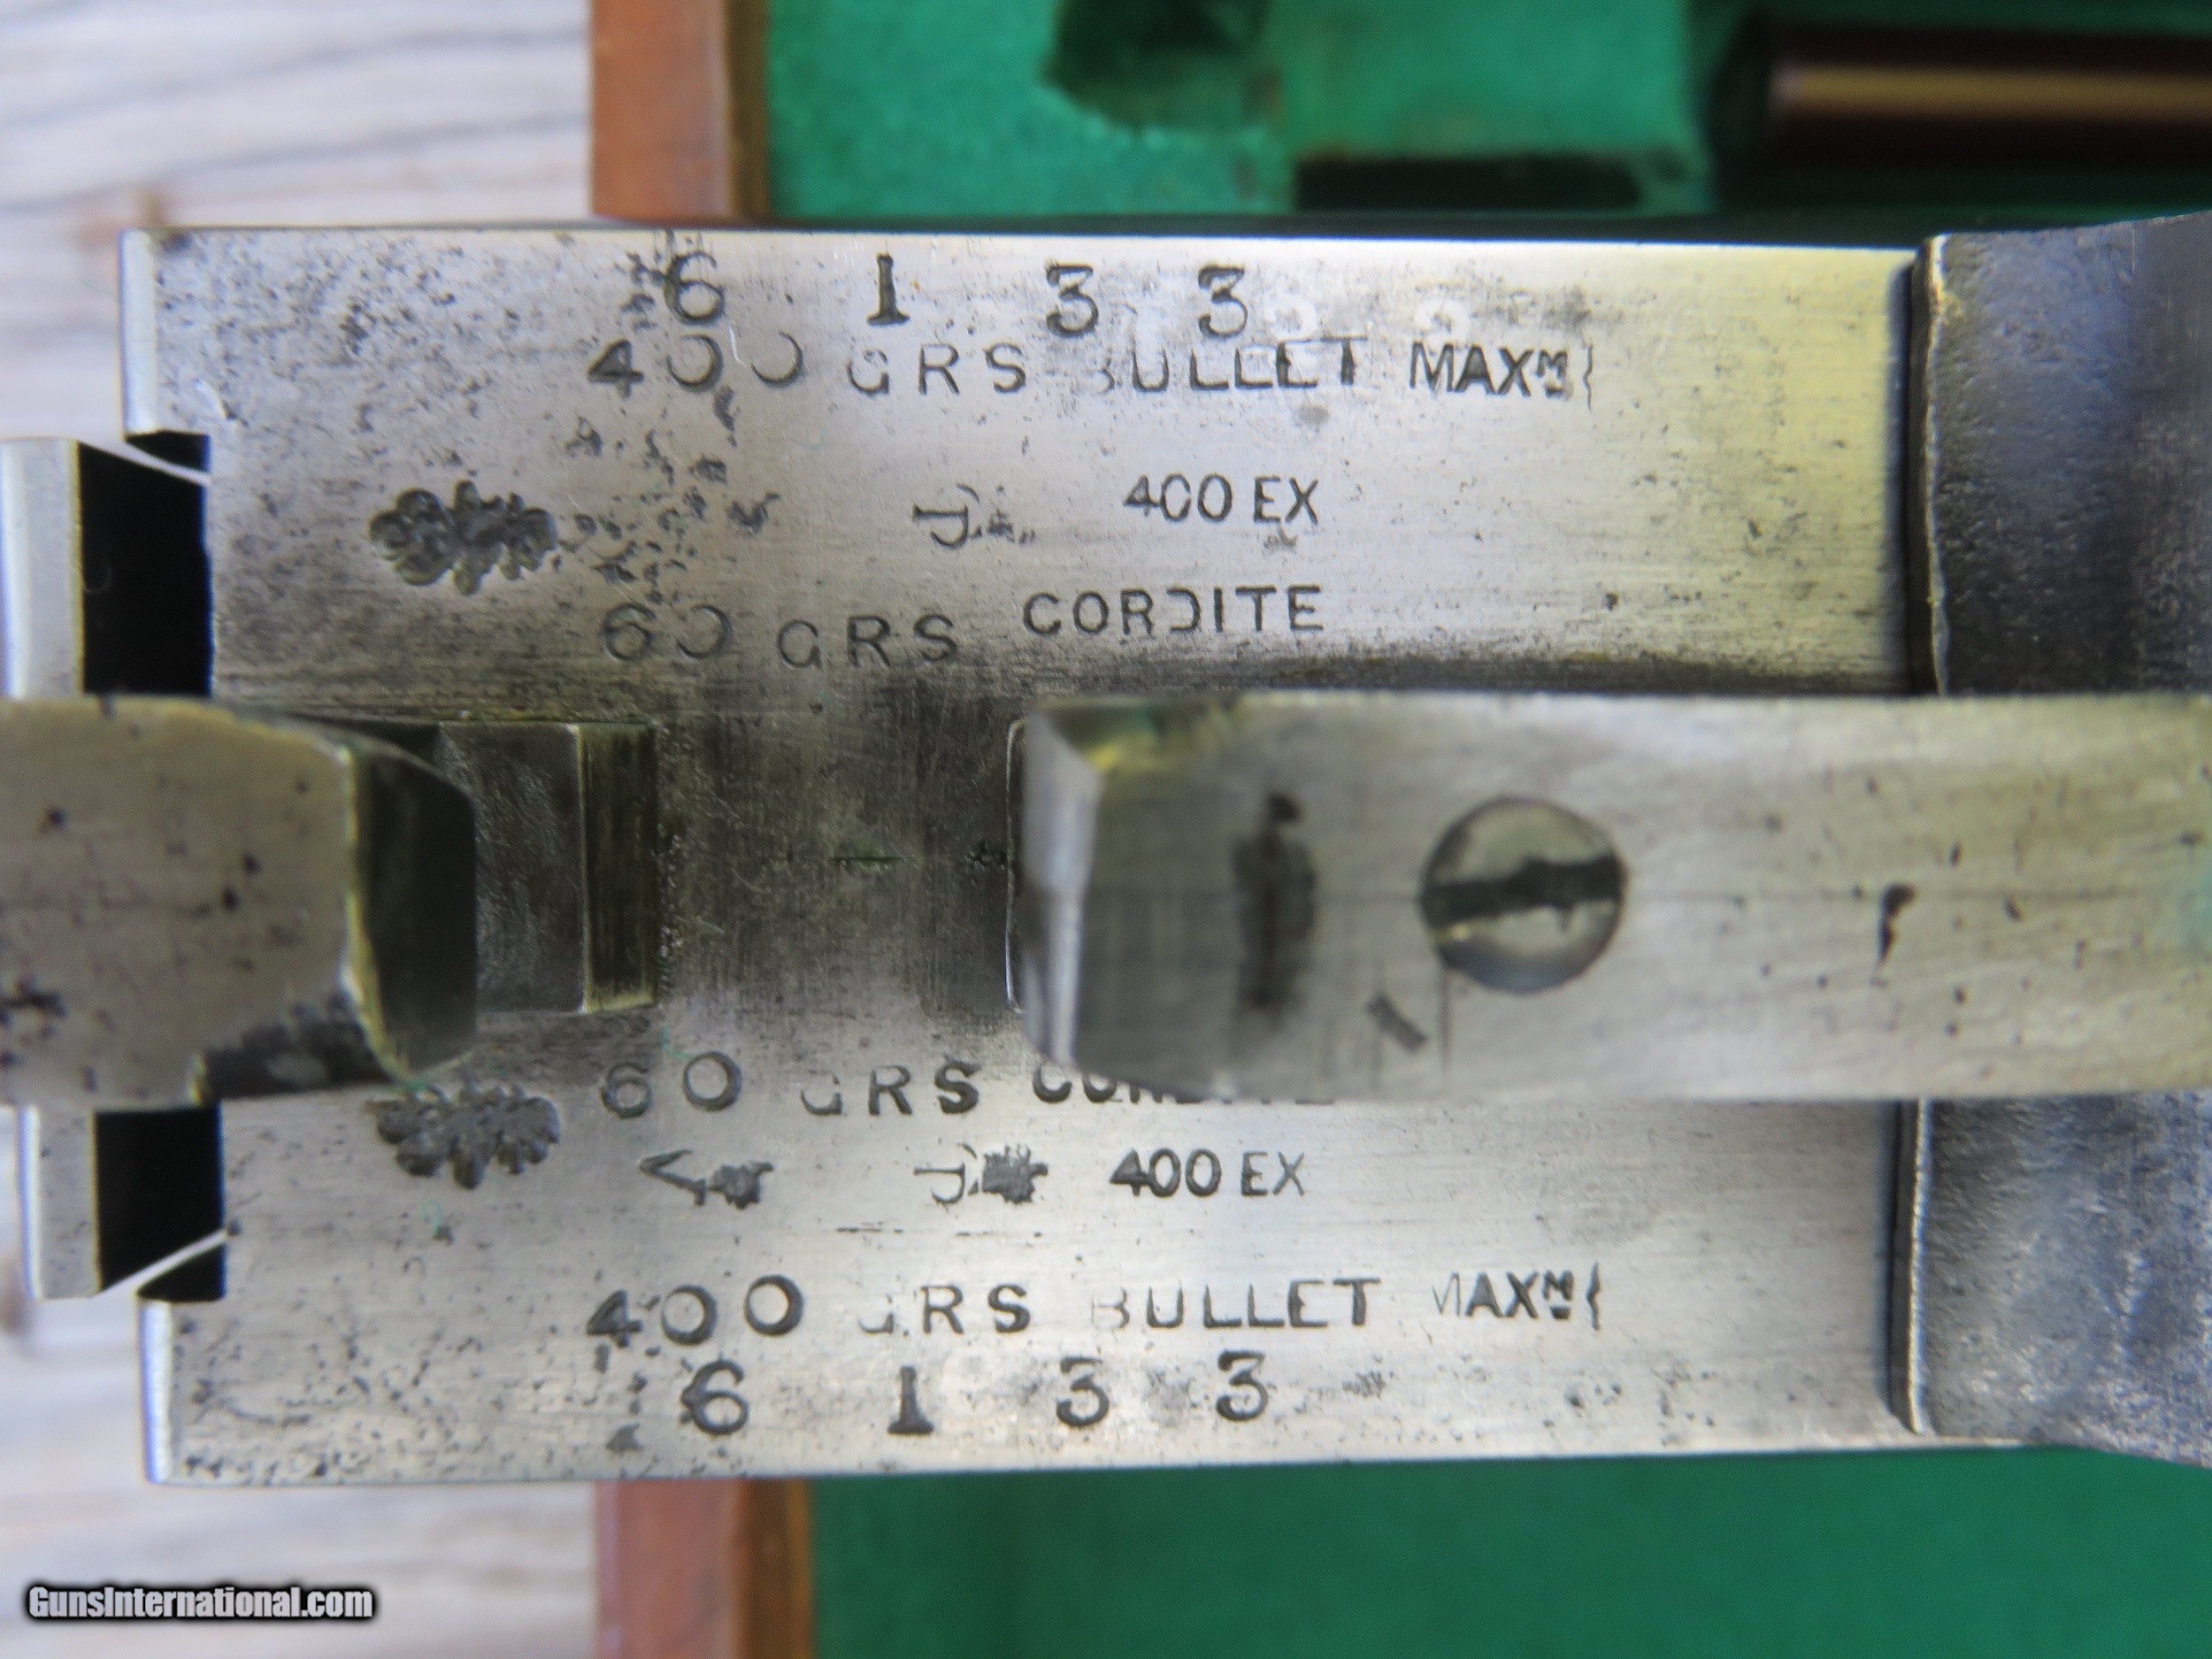 6 1 3 3
400 GRS BULLET MAXM
400 EX
60 GRS CORDITE
60 GRS CORDITE
400 EX
400 GRS BULLET MAXM
6 1 3 3
GunsInternational.com